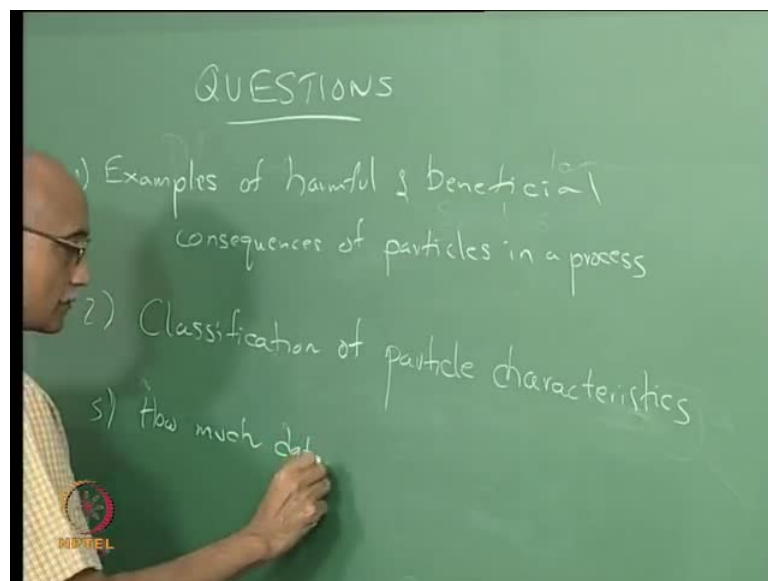 QUESTIONS
1) Examples of harmful & beneficial
consequences of particles in a process
2) Classification of particle characteristics
3) How much dat
NPTEL